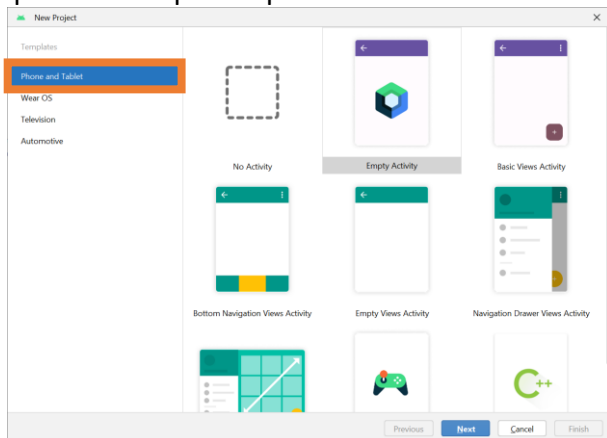 New Project
Templates
Phone and Tablet
Wear OS
Television
Automotive
No Activity
Empty Activity
Basic Views Activity
Bottom Navigation Views Activity
Empty Views Activity
Navigation Drawer Views Activity
C++
Previous
Next
Cancel
Finish